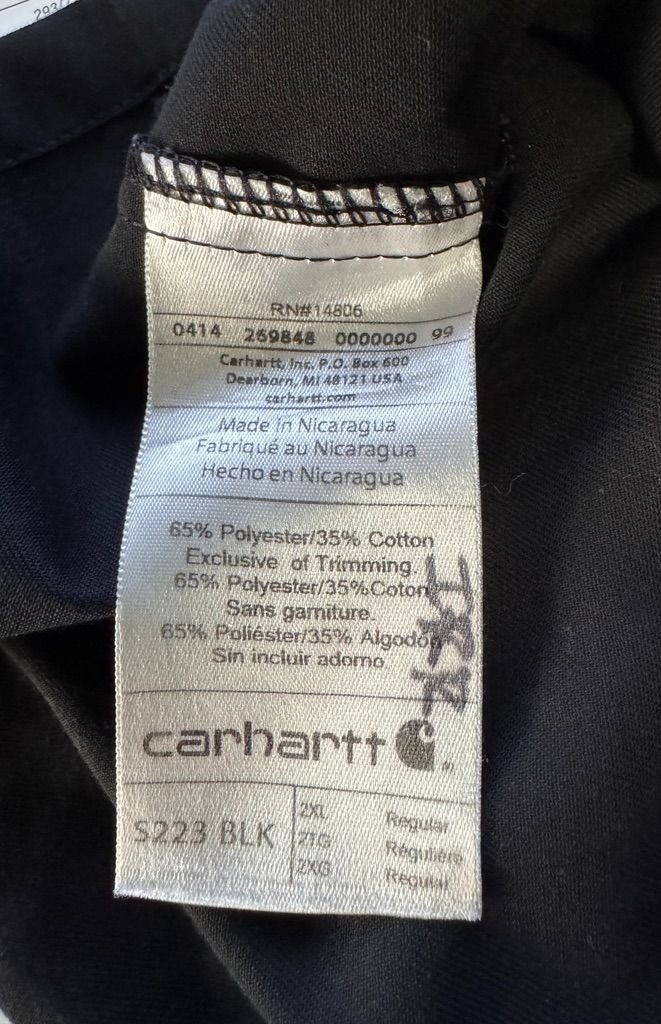 293/
RN#14806
0414 269848 0000000 99
Carhartt, Inc. P.O. Box 600
Dearborn, MI 48121 USA
carhartt.com
Made in Nicaragua
Fabriqué au Nicaragua
Hecho en Nicaragua
65% Polyester/35% Cotton
Exclusive of Trimming.
65% Polyester/35%Coton
Sans garniture.
65% Poliéster/35% Algodón
Sin incluir adorno
carhartt
S223 BLK
2XL Regular
2TG Régulière
2XG Regular